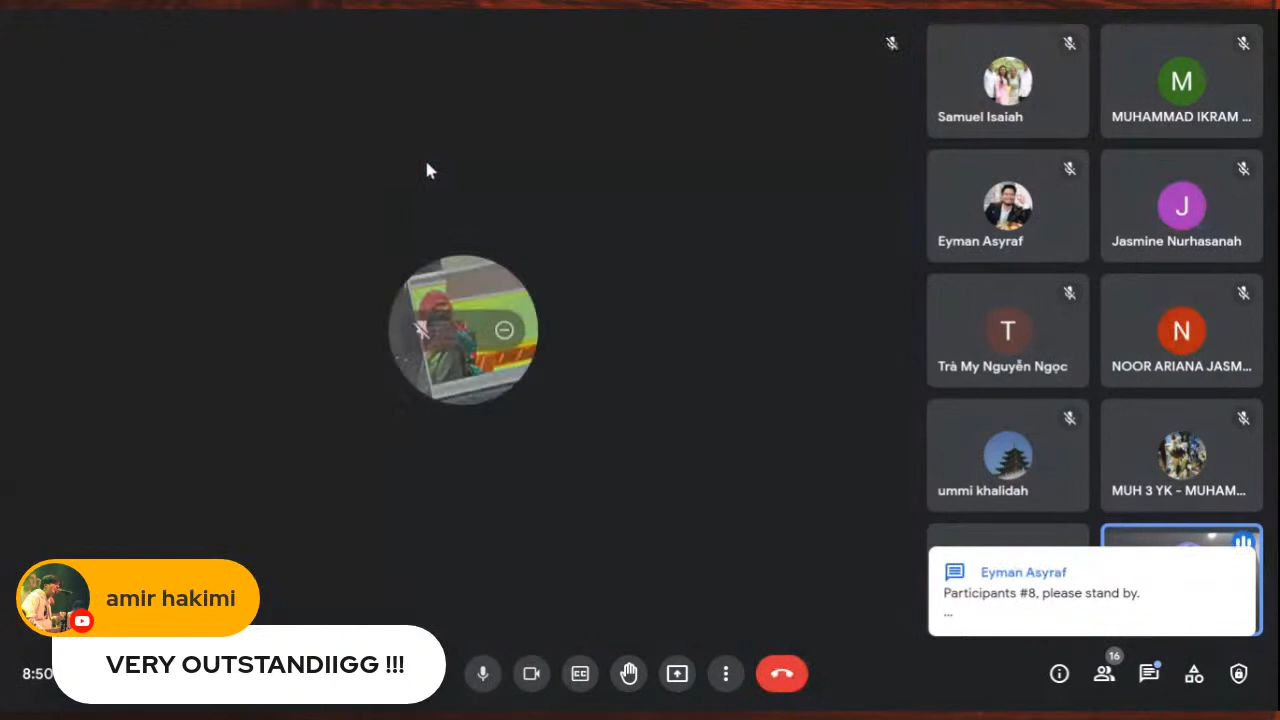 Samuel Isaiah
M
MUHAMMAD IKRAM ...
Eyman Asyraf
J
Jasmine Nurhasanah
T
Trà My Nguyễn Ngọc
N
NOOR ARIANA JASM...
ummi khalidah
MUH 3 YK - MUHAM...
Eyman Asyraf
Participants #8, please stand by.
...
amir hakimi
VERY OUTSTANDIIGG !!!
8:50
CC
16